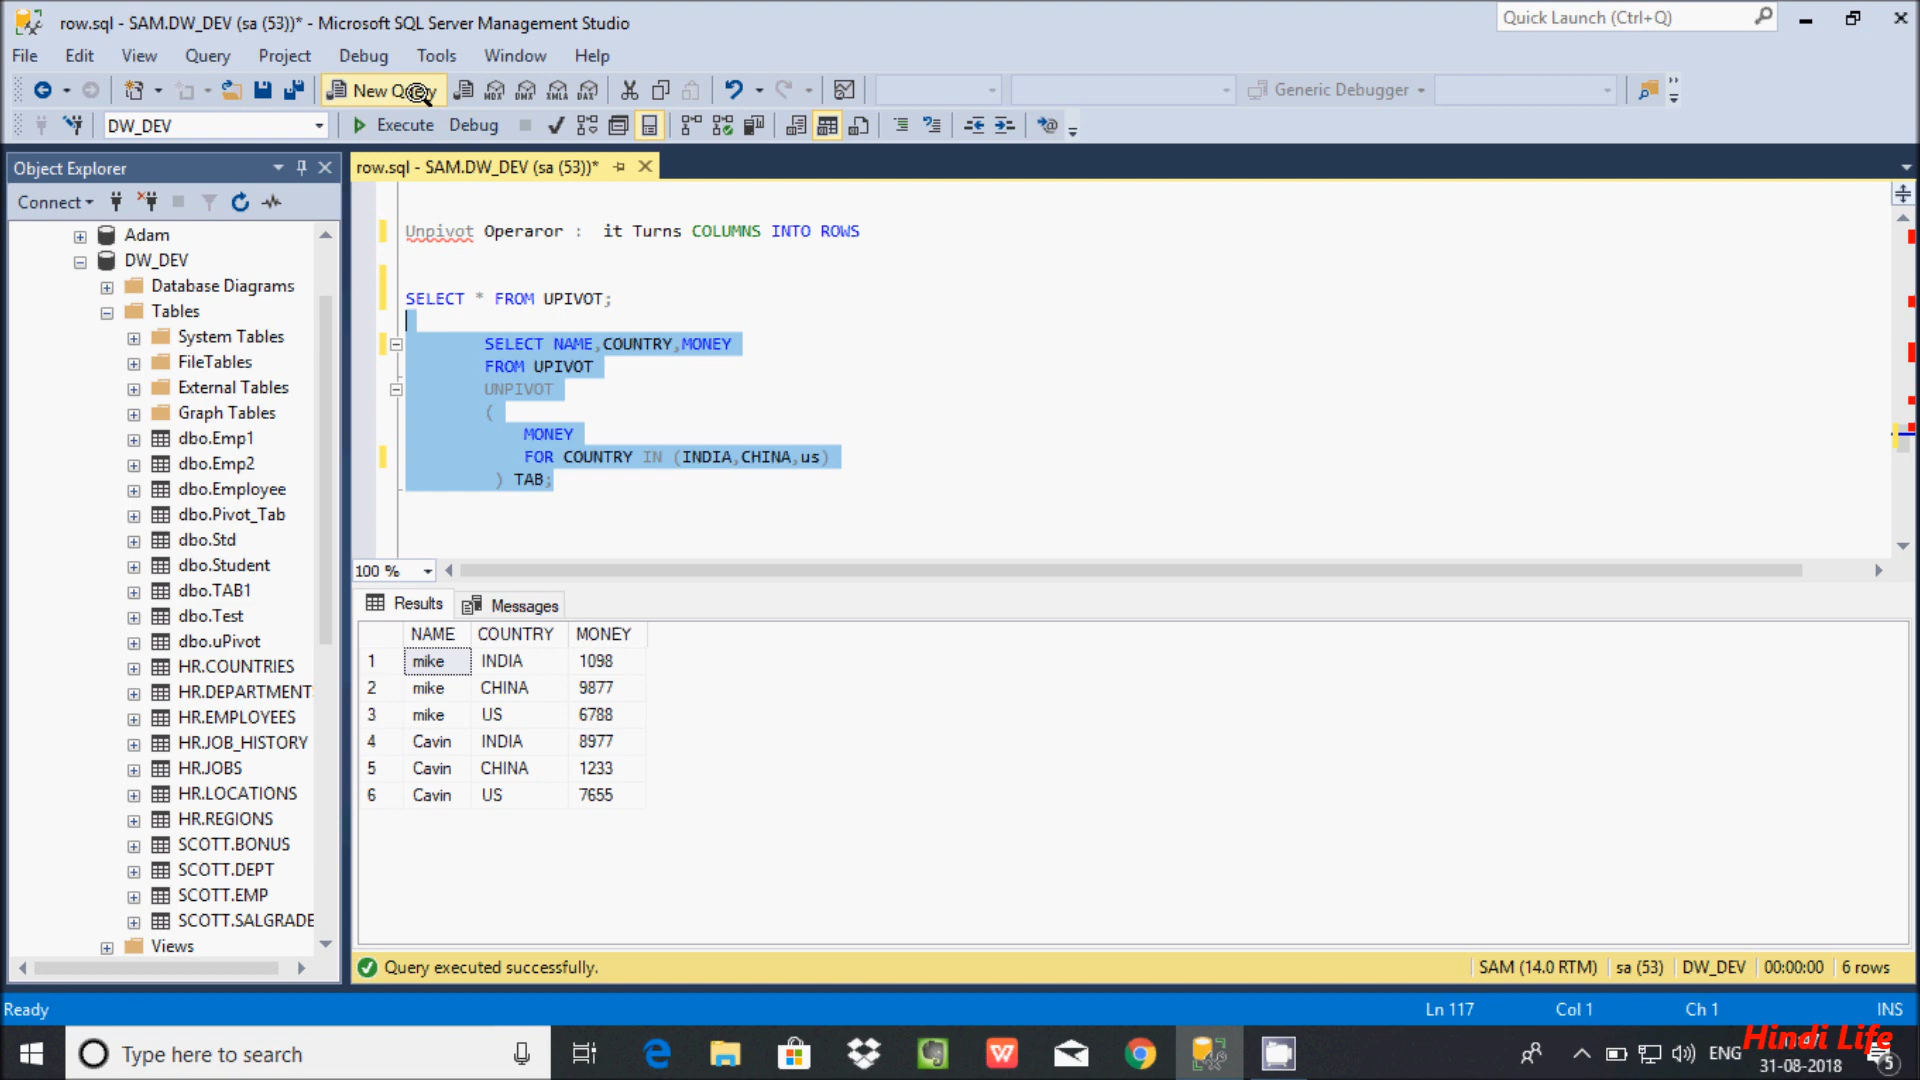 row.sql - SAM.DW_DEV (sa (53))* - Microsoft SQL Server Management Studio
Quick Launch (Ctrl+Q)
File Edit View Query Project Debug Tools Window Help
New Query
MDX DMX XMLA DAX
Generic Debugger
DW_DEV
Execute Debug
Object Explorer
row.sql - SAM.DW_DEV (sa (53))*
Connect
Adam
DW_DEV
Database Diagrams
Tables
System Tables
FileTables
External Tables
Graph Tables
dbo.Emp1
dbo.Emp2
dbo.Employee
dbo.Pivot_Tab
dbo.Std
dbo.Student
dbo.TAB1
dbo.Test
dbo.uPivot
HR.COUNTRIES
HR.DEPARTMENT
HR.EMPLOYEES
HR.JOB_HISTORY
HR.JOBS
HR.LOCATIONS
HR.REGIONS
SCOTT.BONUS
SCOTT.DEPT
SCOTT.EMP
SCOTT.SALGRADE
Views
Unpivot Operaror : it Turns COLUMNS INTO ROWS
SELECT * FROM UPIVOT;
SELECT NAME,COUNTRY,MONEY
FROM UPIVOT
UNPIVOT
(
MONEY
FOR COUNTRY IN (INDIA,CHINA,us)
) TAB;
100 %
Results Messages
NAME COUNTRY MONEY
1 mike INDIA 1098
2 mike CHINA 9877
3 mike US 6788
4 Cavin INDIA 8977
5 Cavin CHINA 1233
6 Cavin US 7655
Query executed successfully.
SAM (14.0 RTM) sa (53) DW_DEV 00:00:00 6 rows
Ready
Ln 117 Col 1 Ch 1 INS
Type here to search
ENG
Hindi Life
31-08-2018
5